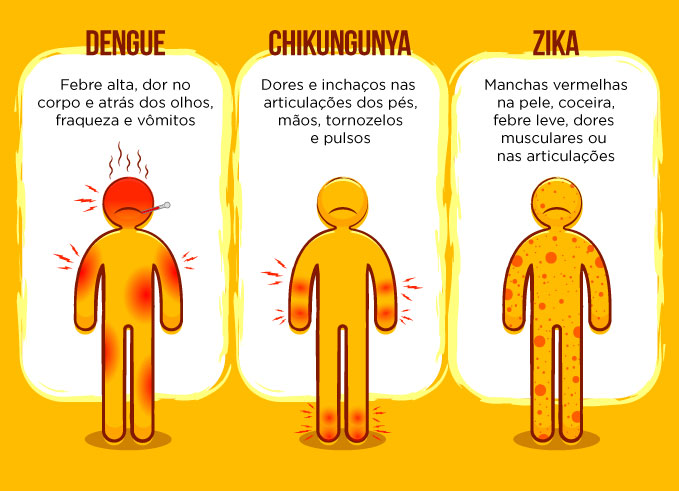 DENGUE
Febre alta, dor no
corpo e atrás dos olhos,
fraqueza e vômitos
CHIKUNGUNYA
Dores e inchaços nas
articulações dos pés,
mãos, tornozelos
e pulsos
ZIKA
Manchas vermelhas
na pele, coceira,
febre leve, dores
musculares ou
nas articulações